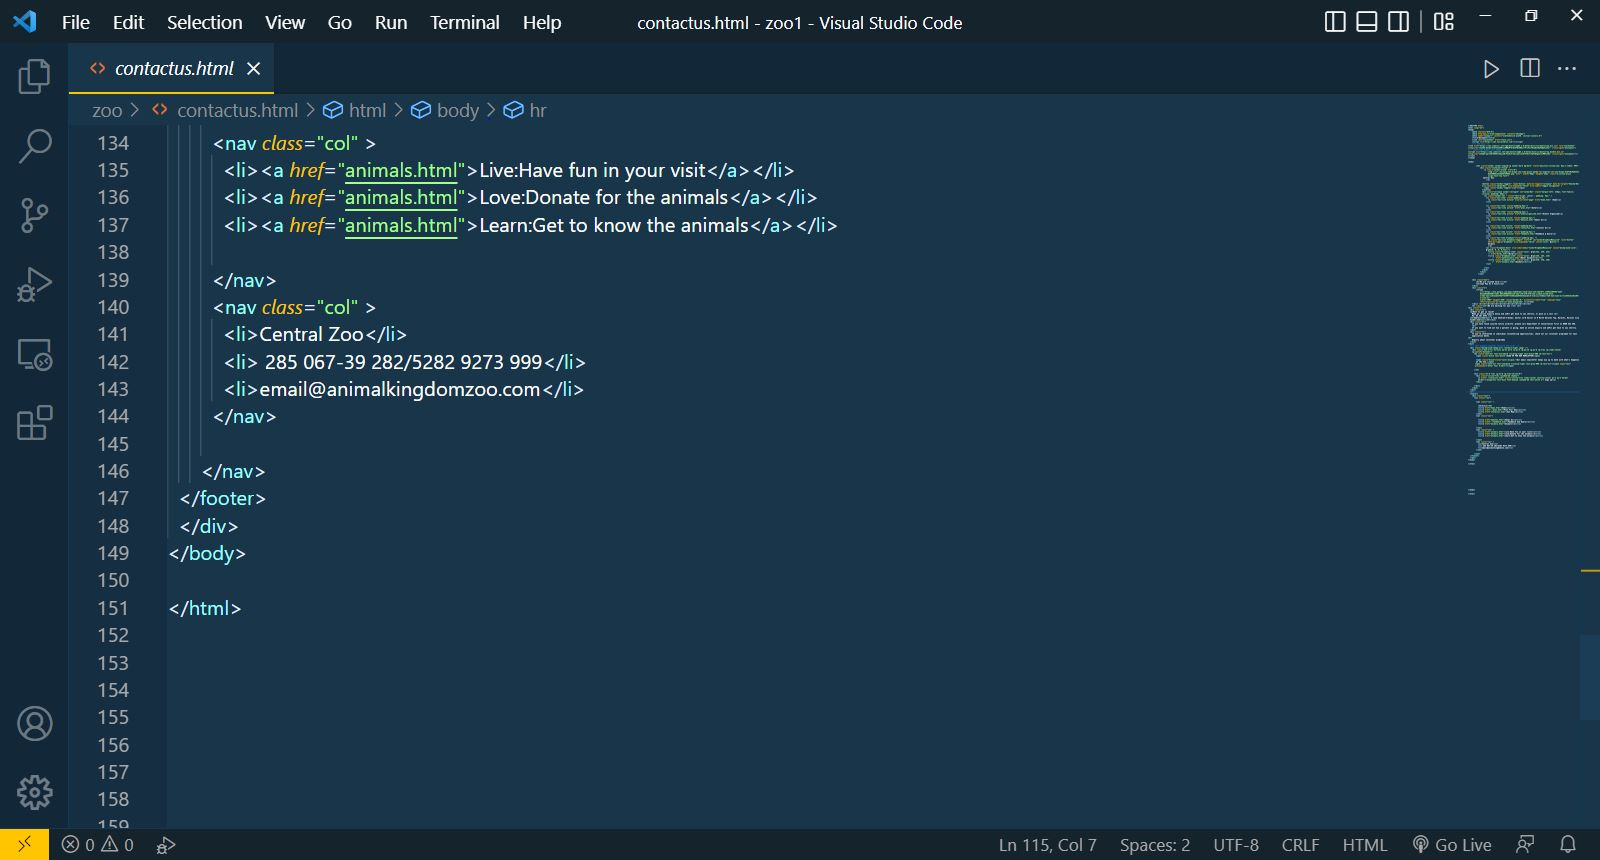 File Edit Selection View Go Run Terminal Help contactus.html - zoo1 - Visual Studio Code
contactus.html
zoo > contactus.html > html > body > hr
134 <nav class="col" >
135 <li><a href="animals.html">Live:Have fun in your visit</a></li>
136 <li><a href="animals.html">Love:Donate for the animals</a></li>
137 <li><a href="animals.html">Learn:Get to know the animals</a></li>
138
139 </nav>
140 <nav class="col" >
141 <li>Central Zoo</li>
142 <li> 285 067-39 282/5282 9273 999</li>
143 <li>email@animalkingdomzoo.com</li>
144 </nav>
145
146 </nav>
147 </footer>
148 </div>
149 </body>
150
151 </html>
152
153
154
155
156
157
158
159
0 0 Ln 115, Col 7 Spaces: 2 UTF-8 CRLF HTML Go Live